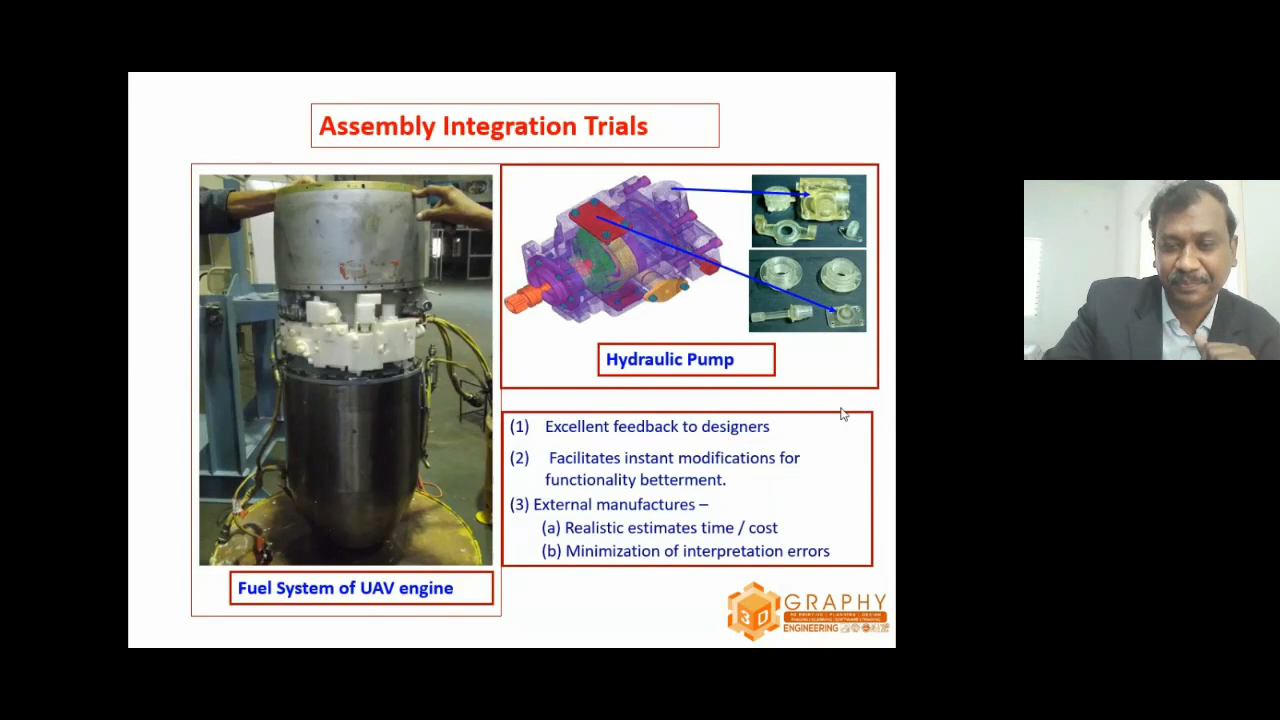 Assembly Integration Trials
Fuel System of UAV engine
Hydraulic Pump
(1) Excellent feedback to designers
(2) Facilitates instant modifications for
functionality betterment.
(3) External manufactures –
(a) Realistic estimates time / cost
(b) Minimization of interpretation errors
3D
GRAPHY
ENGINEERING